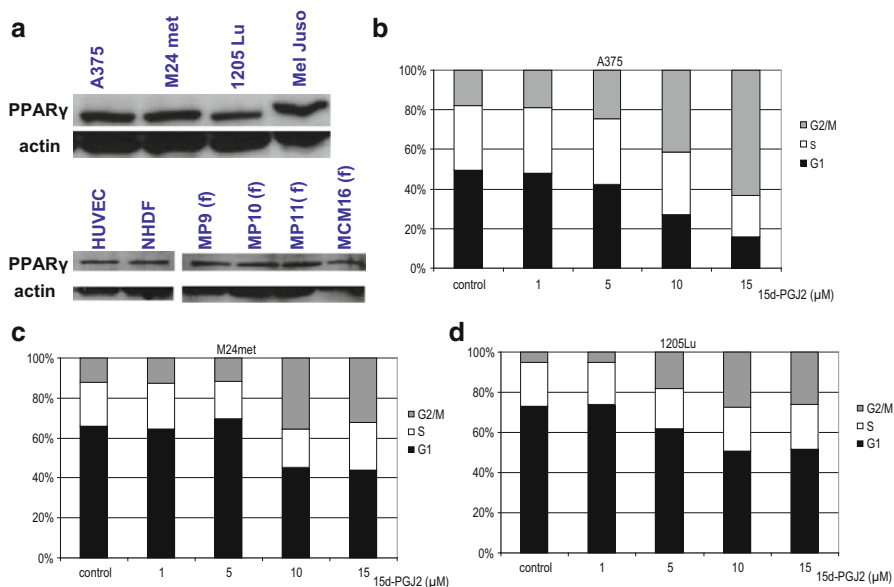 a
A375
M24 met
1205 Lu
Mel Juso
PPARγ
actin
HUVEC
NHDF
MP9 (f)
MP10 (f)
MP11( f)
MCM16 (f)
PPARγ
actin
b
A375
100%
80%
60%
40%
20%
0%
control 1 5 10 15
15d-PGJ2 (µM)
G2/M
s
G1
c
M24met
100%
80%
60%
40%
20%
0%
control 1 5 10 15
15d-PGJ2 (µM)
G2/M
S
G1
d
1205Lu
100%
80%
60%
40%
20%
0%
control 1 5 10 15
15d-PGJ2 (µM)
G2/M
S
G1